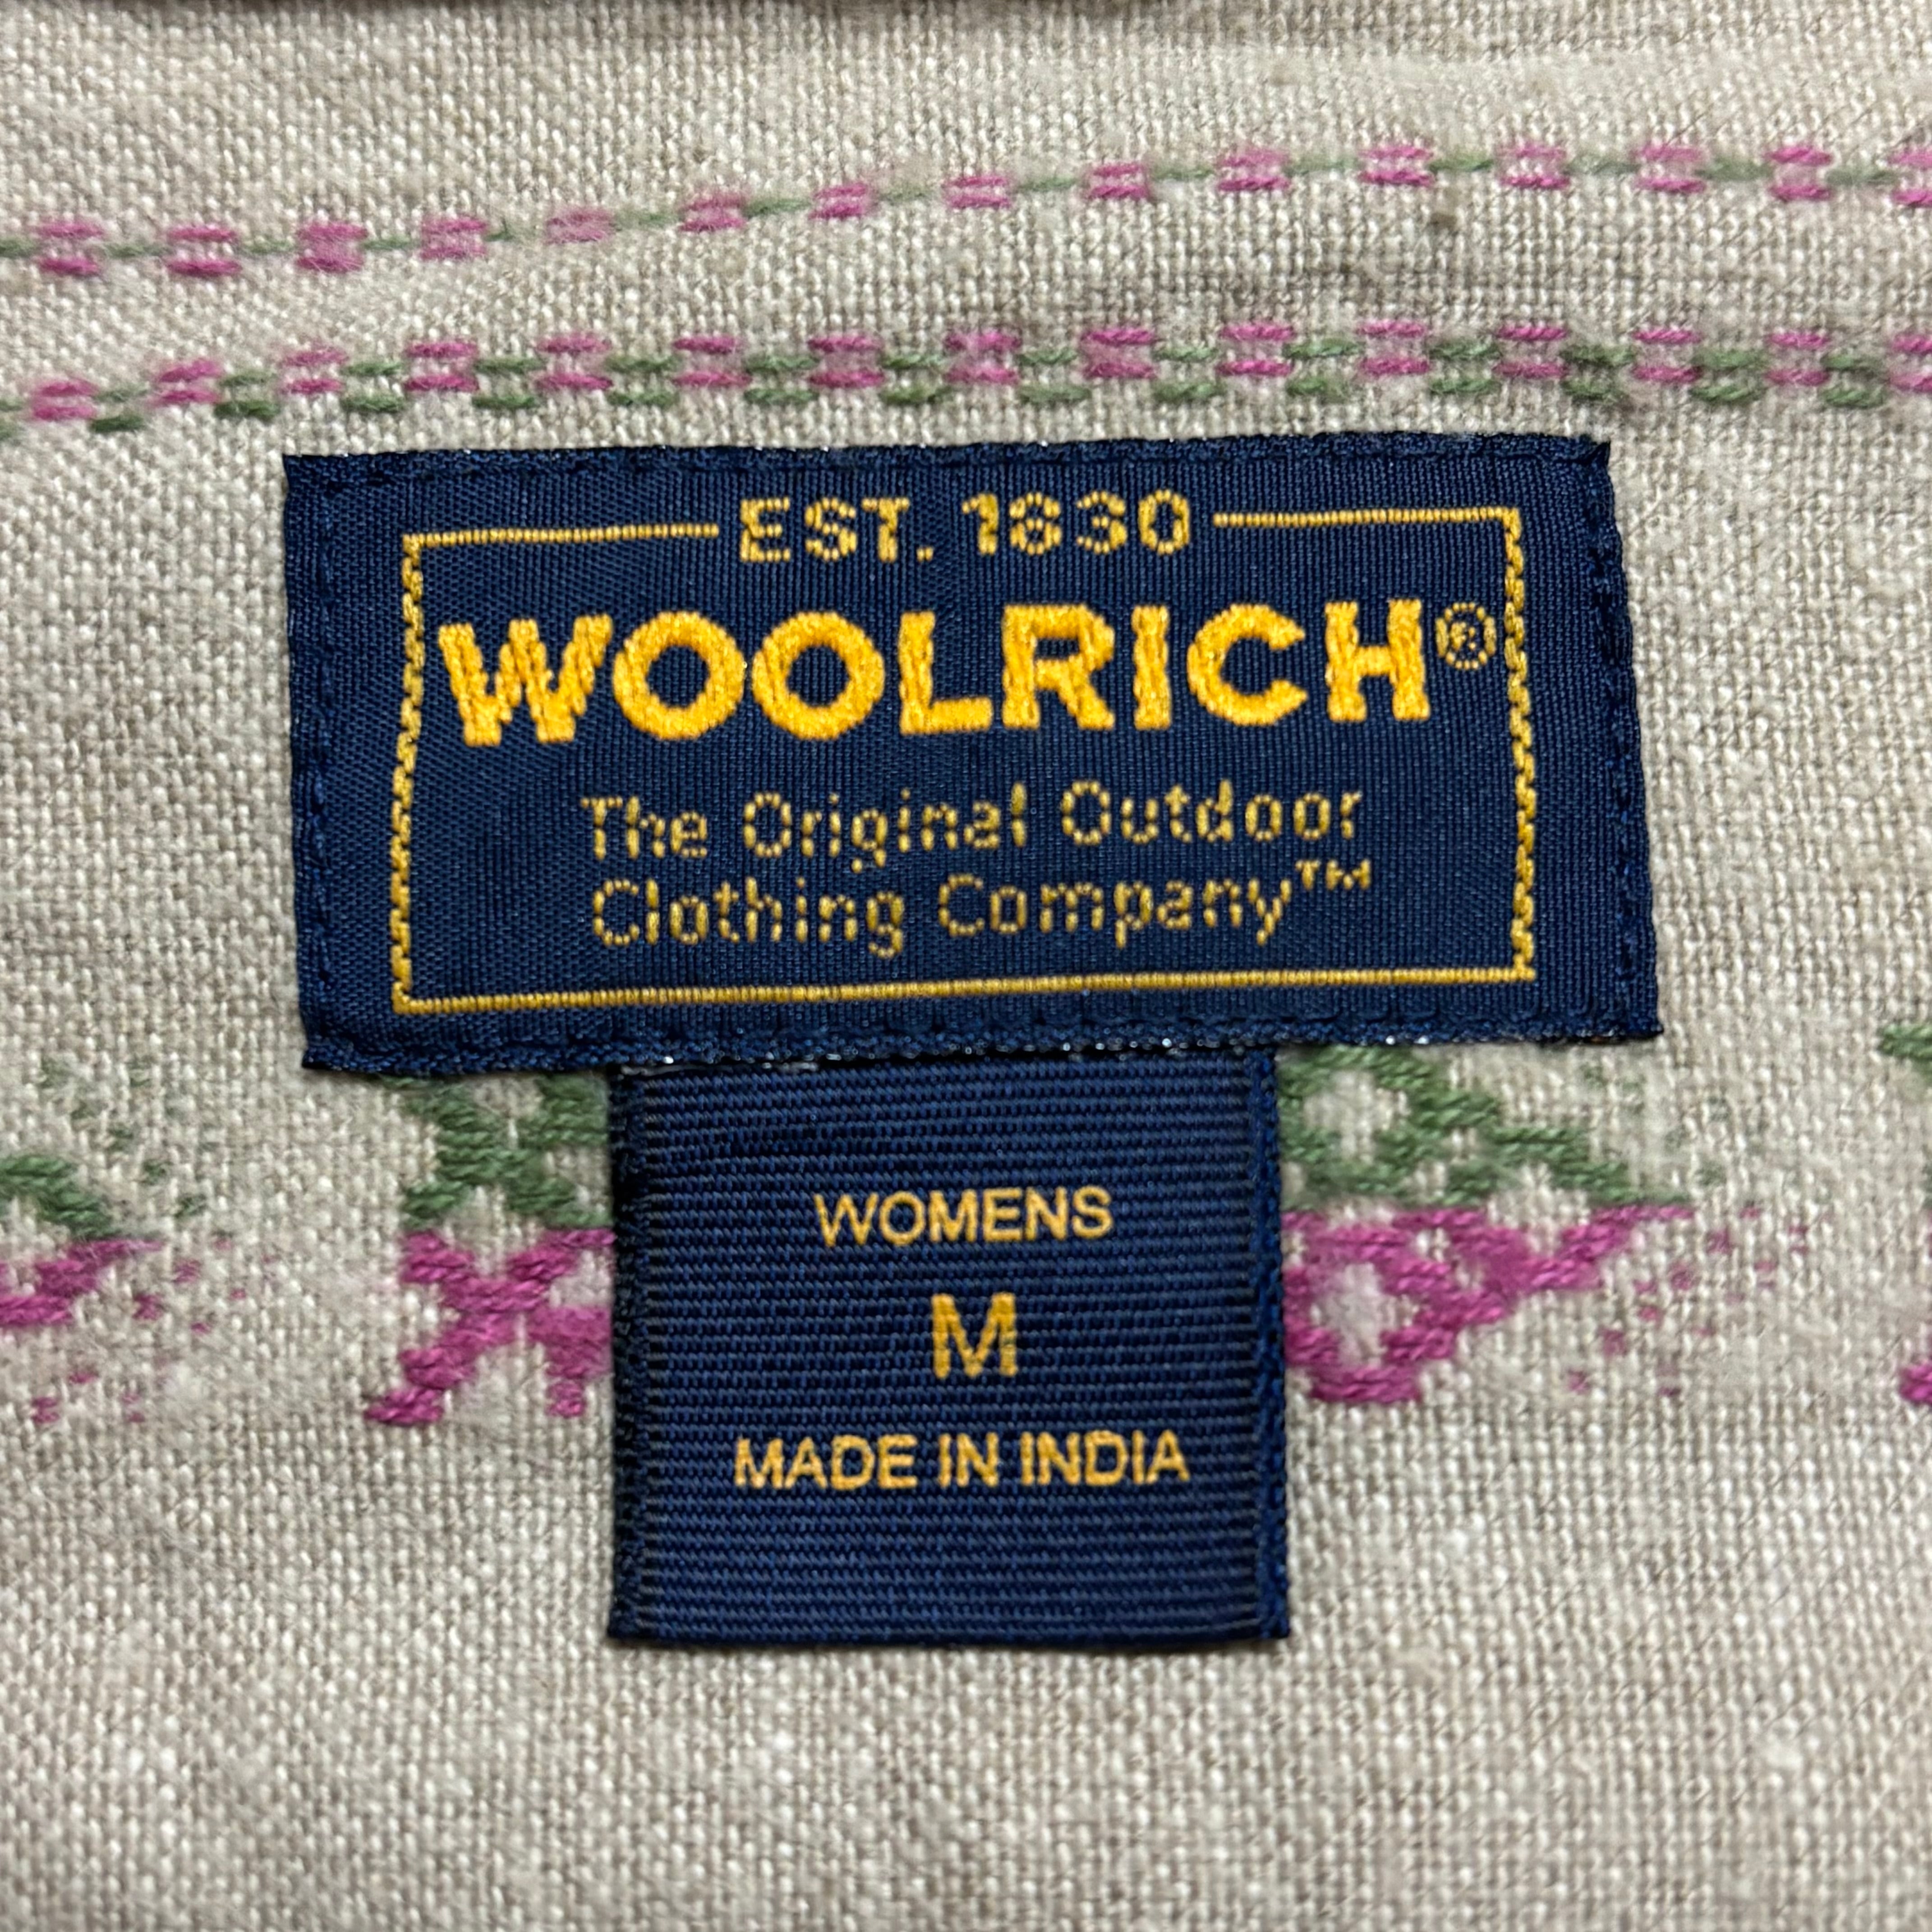 EST. 1830
WOOLRICH®
The Original Outdoor
Clothing Company™
WOMENS
M
MADE IN INDIA